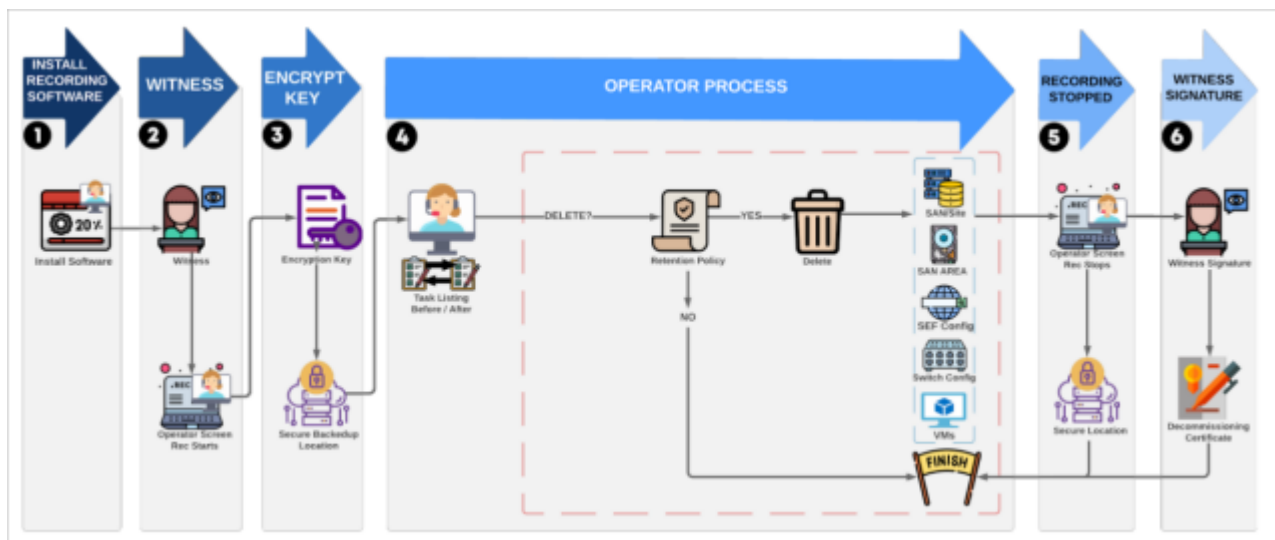 INSTALL
RECORDING
SOFTWARE
WITNESS
ENCRYPT
KEY
OPERATOR PROCESS
RECORDING
STOPPED
WITNESS
SIGNATURE
1
2
3
4
5
6
20%
Install Software
Witness
.REC
Operator Screen
Rec Starts
Encryption Key
Secure Backedup
Location
Task Listing
Before / After
DELETE?
Retention Policy
YES
NO
Delete
SAN/Site
SAN AREA
SEF Config
Switch Config
VMs
FINISH
.REC
Operator Screen
Rec Stops
Secure Location
Witness Signature
Decommissioning
Certificate